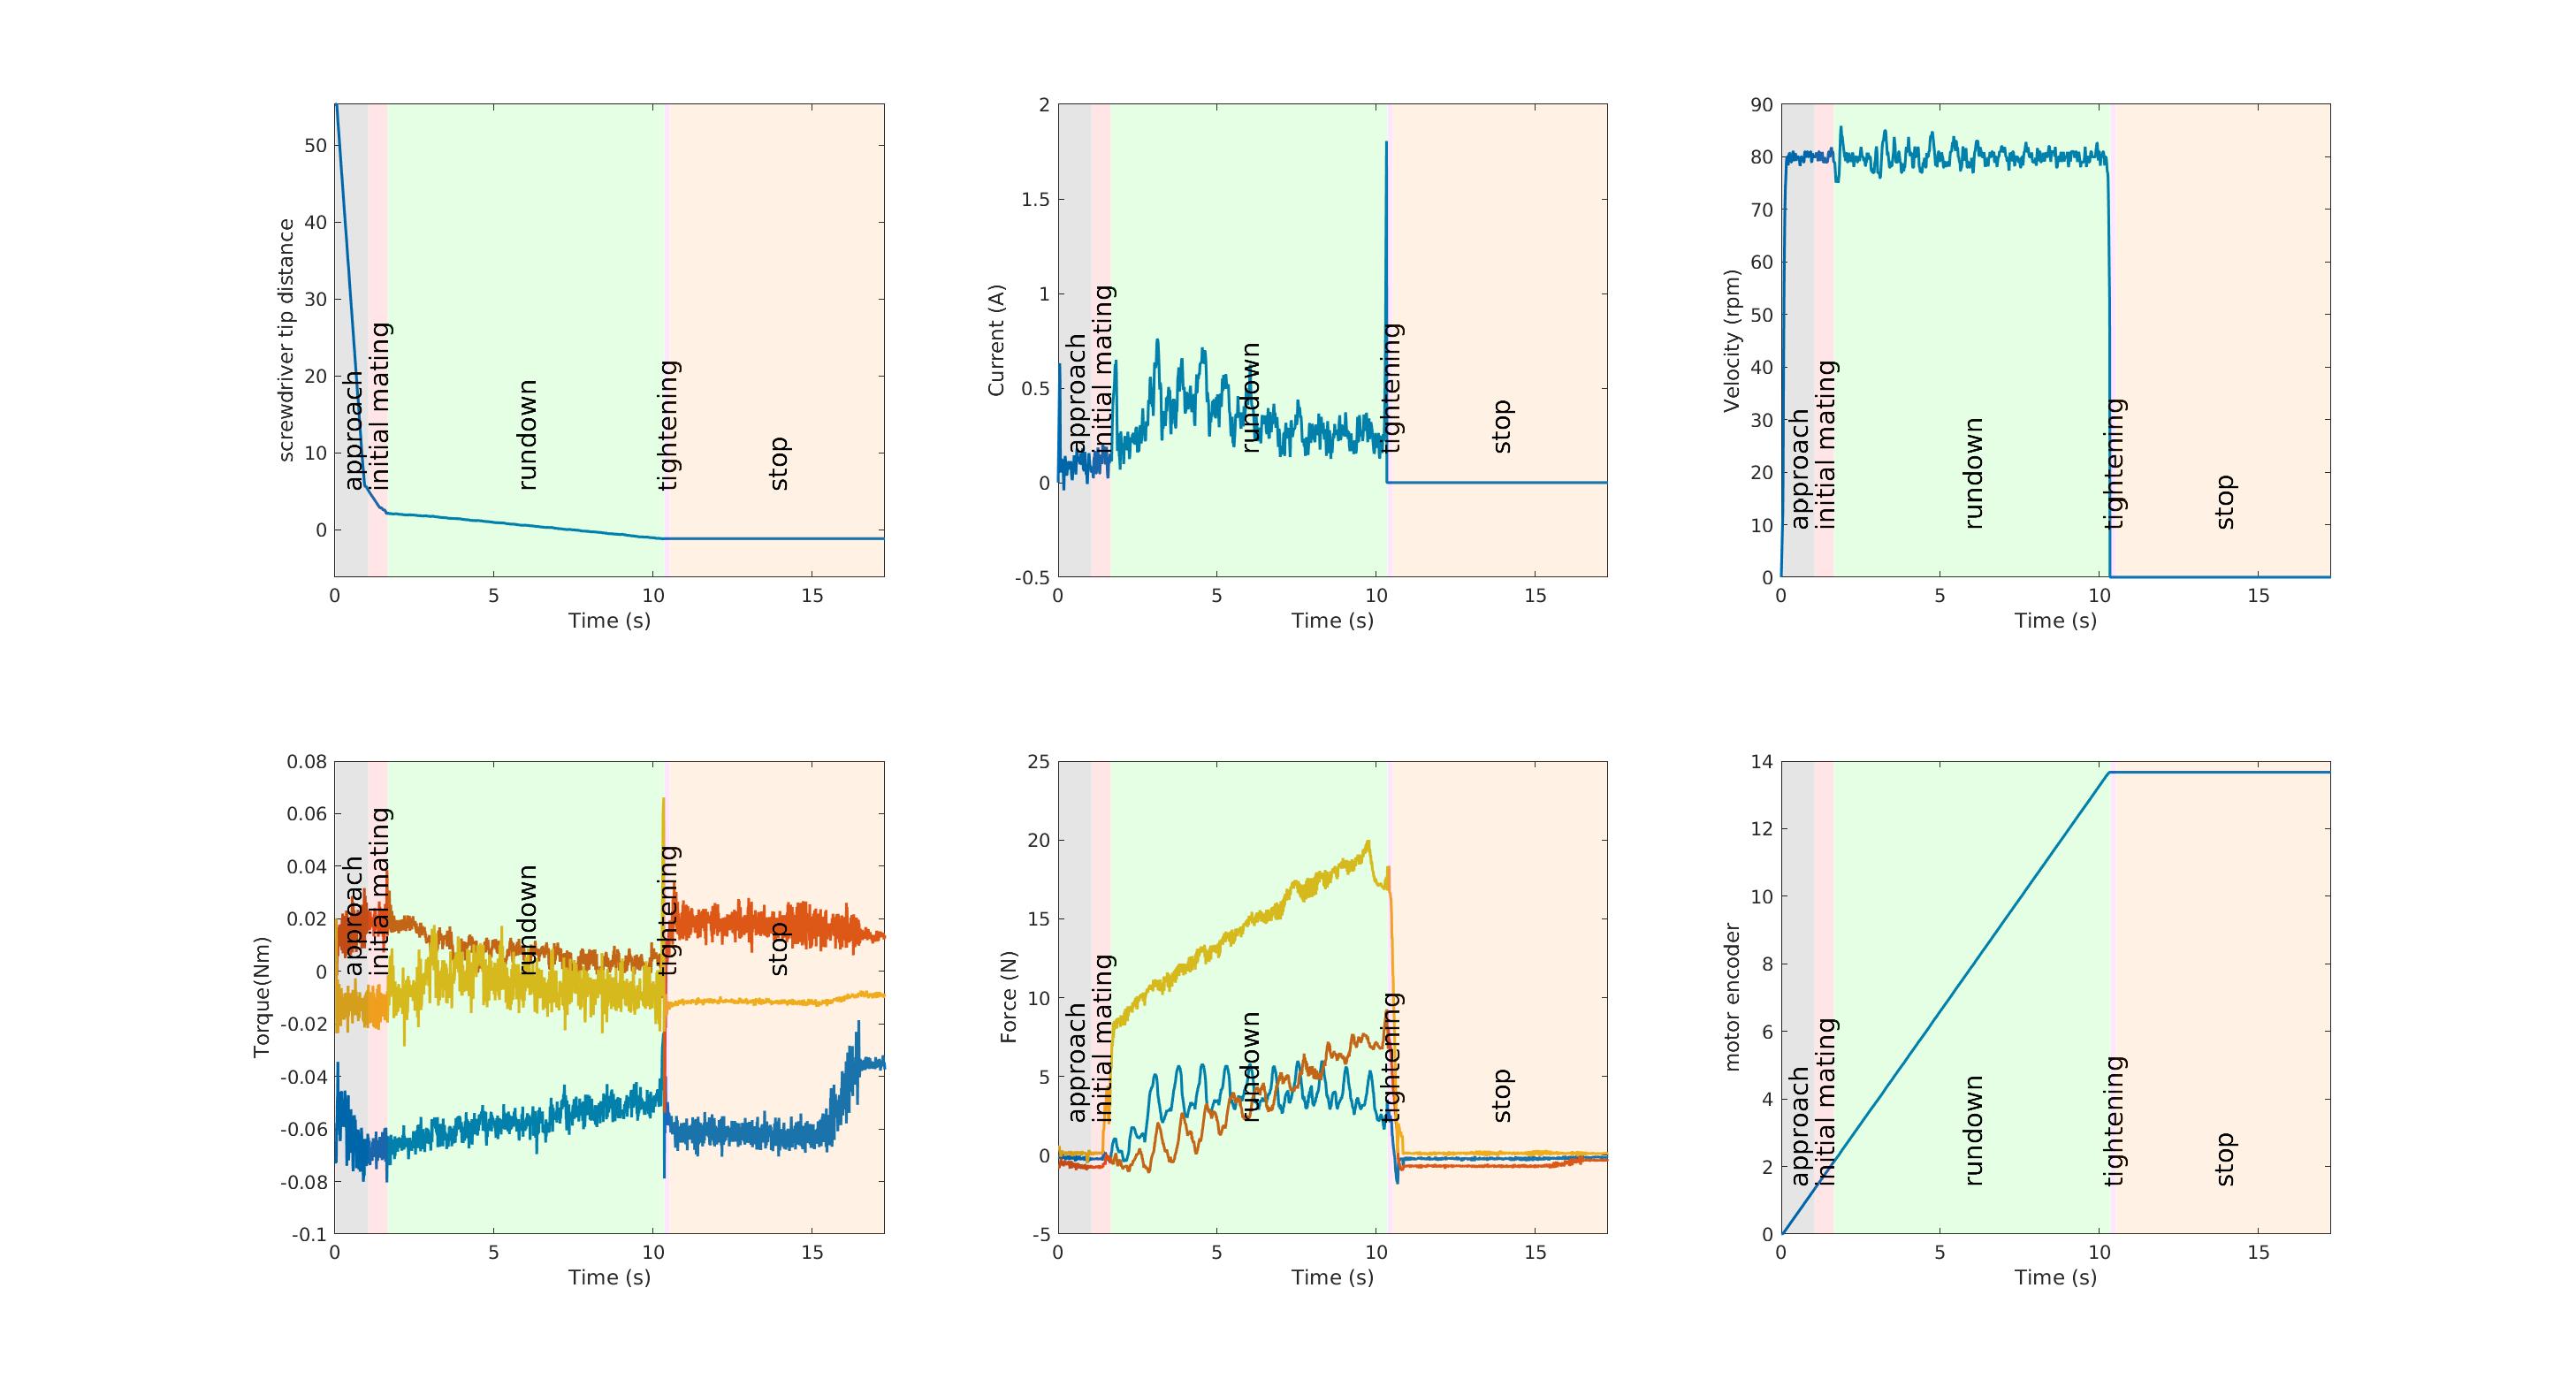 screwdriver tip distance
50
40
30
20
10
0
approach
initial mating
rundown
tightening
stop
0 5 10 15
Time (s)
Current (A)
2
1.5
1
0.5
0
-0.5
approach
initial mating
rundown
tightening
stop
0 5 10 15
Time (s)
Velocity (rpm)
90
80
70
60
50
40
30
20
10
0
approach
initial mating
rundown
tightening
stop
0 5 10 15
Time (s)
Torque(Nm)
0.08
0.06
0.04
0.02
0
-0.02
-0.04
-0.06
-0.08
-0.1
approach
initial mating
rundown
tightening
stop
0 5 10 15
Time (s)
Force (N)
25
20
15
10
5
0
-5
approach
initial mating
rundown
tightening
stop
0 5 10 15
Time (s)
motor encoder
14
12
10
8
6
4
2
0
approach
initial mating
rundown
tightening
stop
0 5 10 15
Time (s)